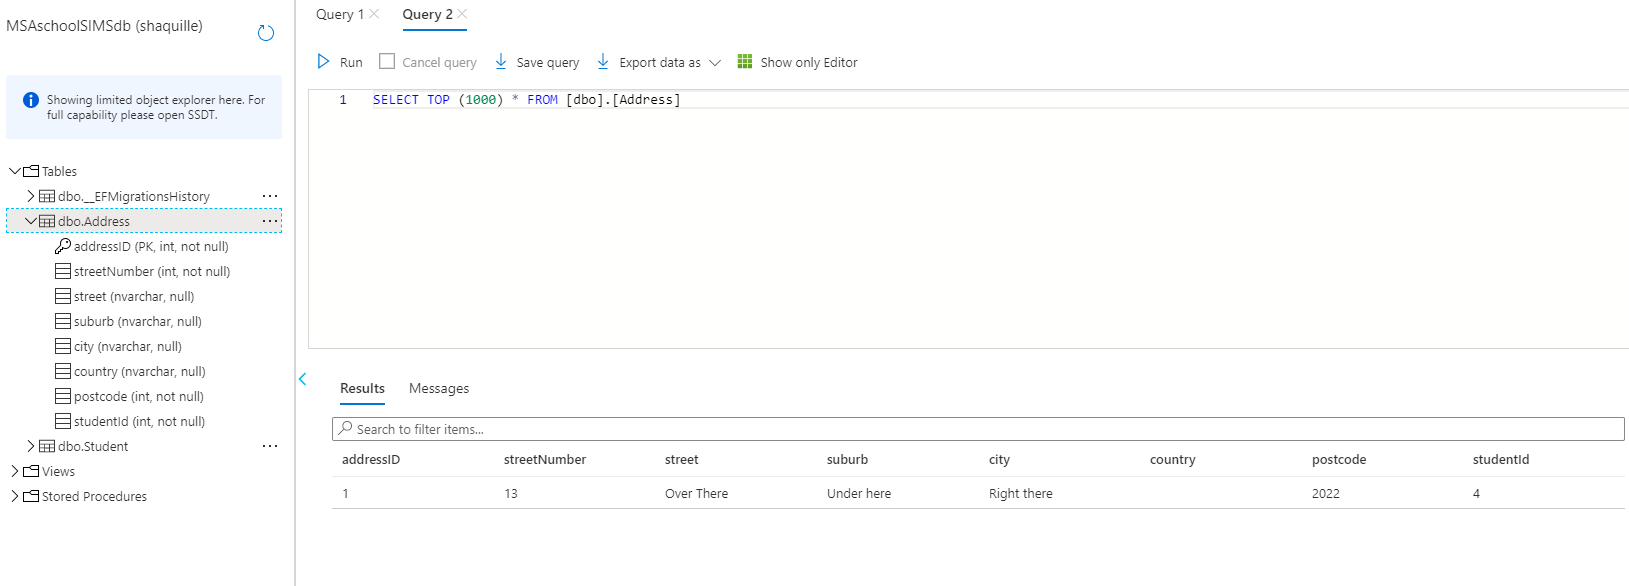 MSAschoolSIMSdb (shaquille)
Showing limited object explorer here. For
full capability please open SSDT.
Tables
dbo.__EFMigrationsHistory
dbo.Address
addressID (PK, int, not null)
streetNumber (int, not null)
street (nvarchar, null)
suburb (nvarchar, null)
city (nvarchar, null)
country (nvarchar, null)
postcode (int, not null)
studentId (int, not null)
dbo.Student
Views
Stored Procedures
Query 1 Query 2
Run Cancel query Save query Export data as Show only Editor
1 SELECT TOP (1000) * FROM [dbo].[Address]
Results Messages
Search to filter items...
addressID streetNumber street suburb city country postcode studentId
1 13 Over There Under here Right there 2022 4